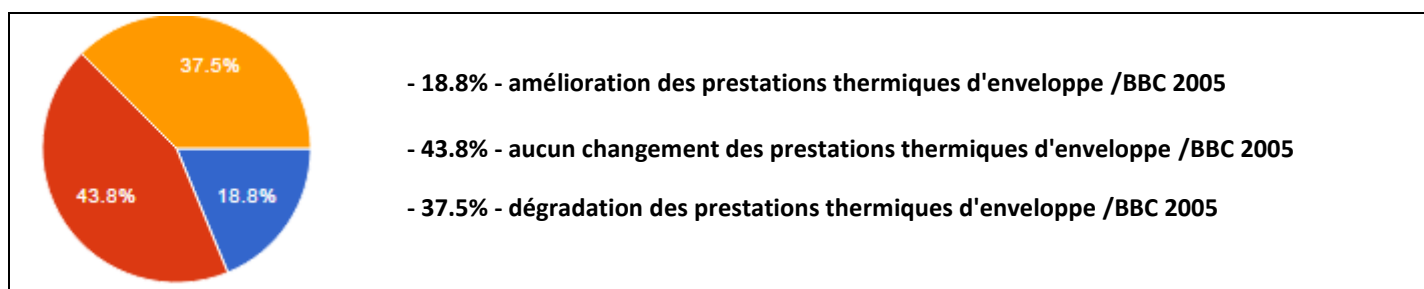 37.5%
43.8%
18.8%
- 18.8% - amélioration des prestations thermiques d'enveloppe /BBC 2005
- 43.8% - aucun changement des prestations thermiques d'enveloppe /BBC 2005
- 37.5% - dégradation des prestations thermiques d'enveloppe /BBC 2005